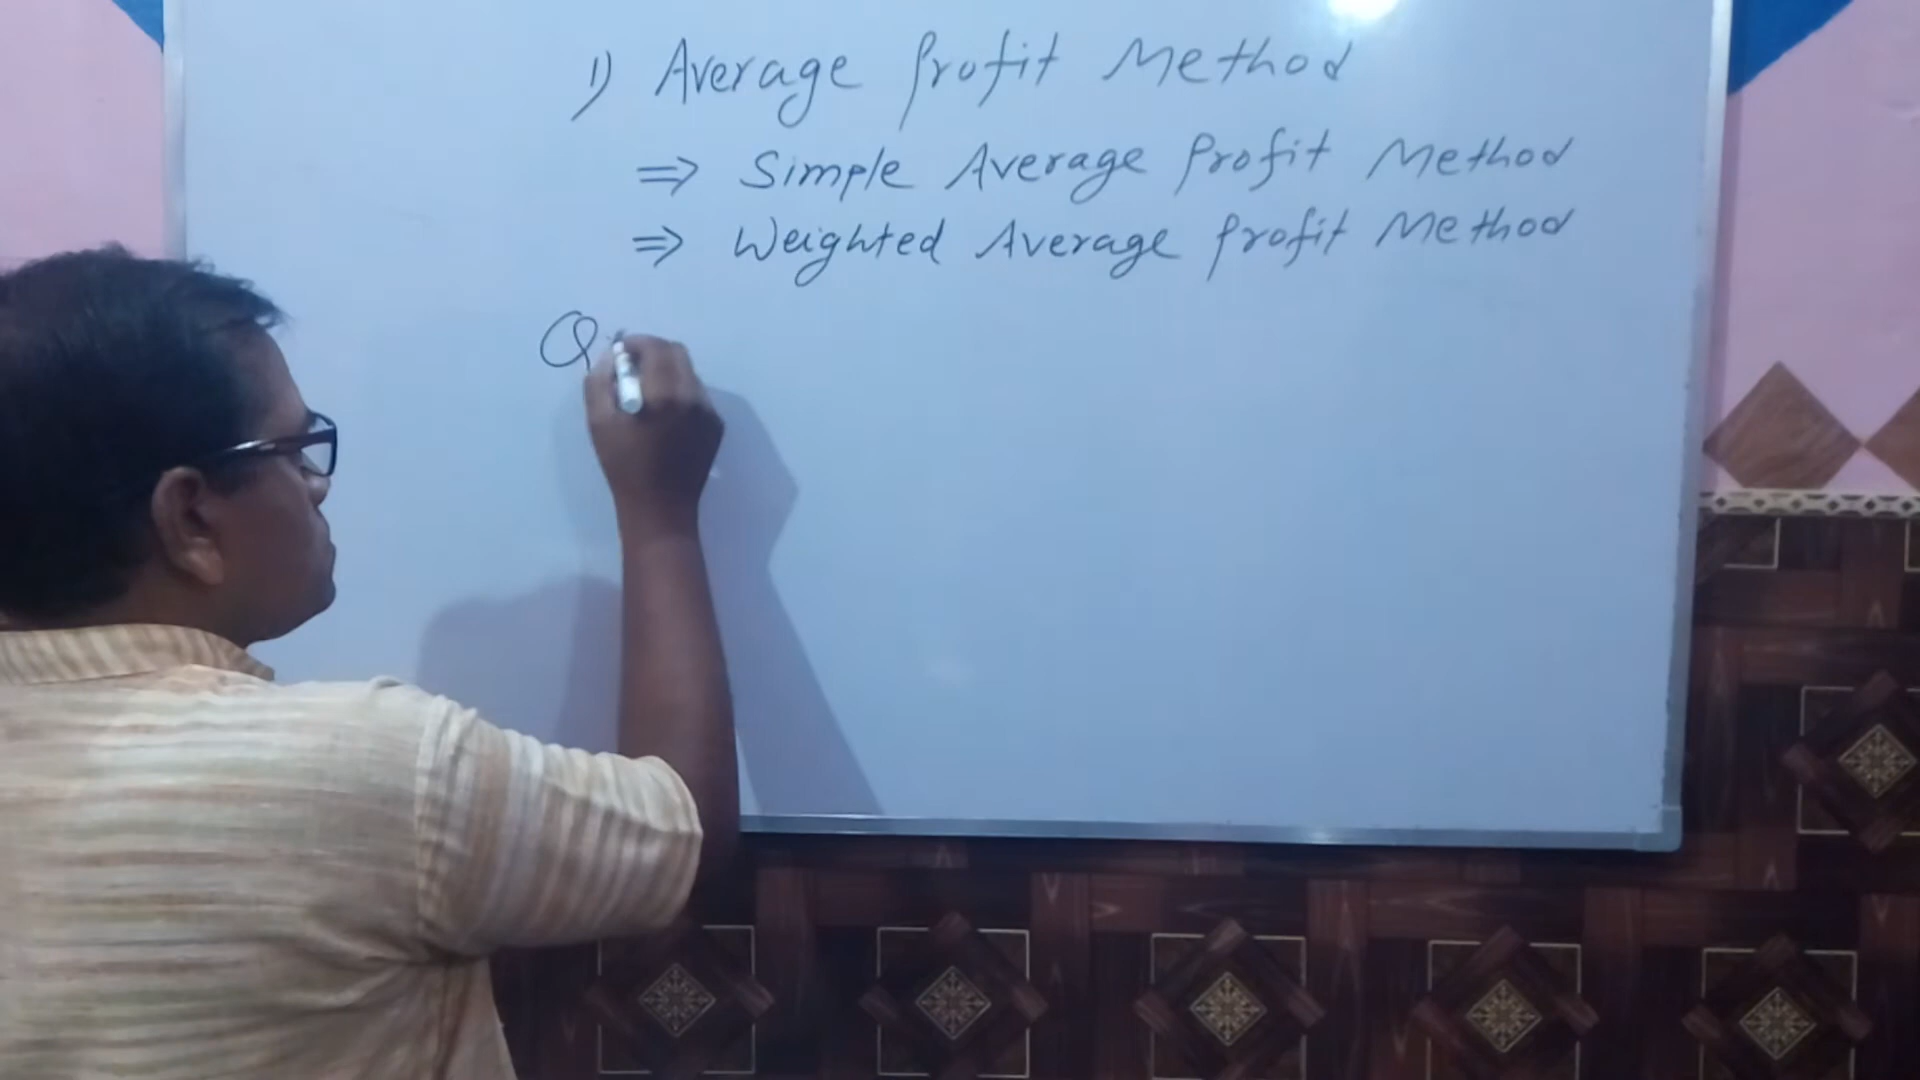 1) Average Profit Method
⇒ Simple Average Profit Method
⇒ Weighted Average Profit Method
Q